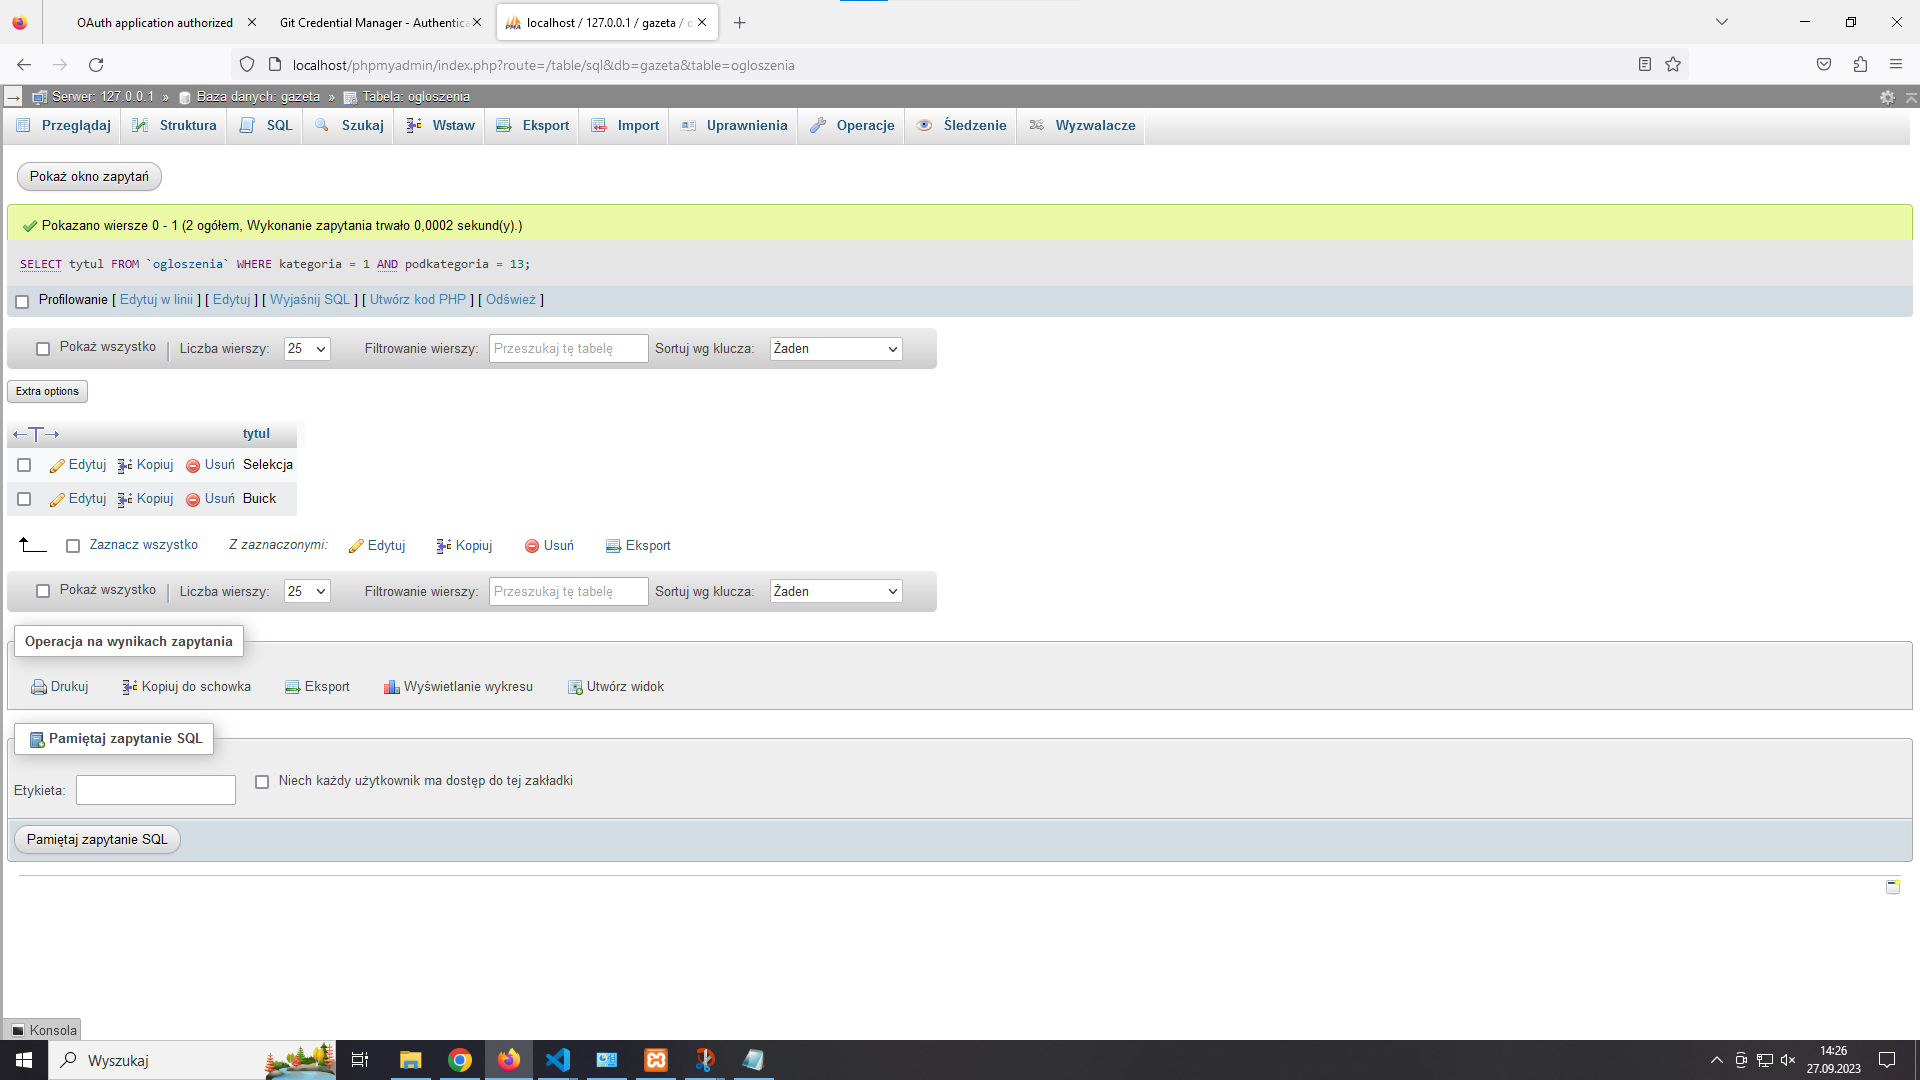 OAuth application authorized
Git Credential Manager - Authentica
localhost / 127.0.0.1 / gazeta / o
localhost/phpmyadmin/index.php?route=/table/sql&db=gazeta&table=ogloszenia
Serwer: 127.0.0.1 » Baza danych: gazeta » Tabela: ogloszenia
Przeglądaj Struktura SQL Szukaj Wstaw Eksport Import Uprawnienia Operacje Śledzenie Wyzwalacze
Pokaż okno zapytań
Pokazano wiersze 0 - 1 (2 ogółem, Wykonanie zapytania trwało 0,0002 sekund(y).)
SELECT tytul FROM `ogloszenia` WHERE kategoria = 1 AND podkategoria = 13;
Profilowanie [ Edytuj w linii ] [ Edytuj ] [ Wyjaśnij SQL ] [ Utwórz kod PHP ] [ Odśwież ]
Pokaż wszystko Liczba wierszy: 25 Filtrowanie wierszy: Przeszukaj tę tabelę Sortuj wg klucza: Żaden
Extra options
←T→ tytul
Edytuj Kopiuj Usuń Selekcja
Edytuj Kopiuj Usuń Buick
Zaznacz wszystko Z zaznaczonymi: Edytuj Kopiuj Usuń Eksport
Pokaż wszystko Liczba wierszy: 25 Filtrowanie wierszy: Przeszukaj tę tabelę Sortuj wg klucza: Żaden
Operacja na wynikach zapytania
Drukuj Kopiuj do schowka Eksport Wyświetlanie wykresu Utwórz widok
Pamiętaj zapytanie SQL
Etykieta: Niech każdy użytkownik ma dostęp do tej zakładki
Pamiętaj zapytanie SQL
Konsola
Wyszukaj
14:26
27.09.2023